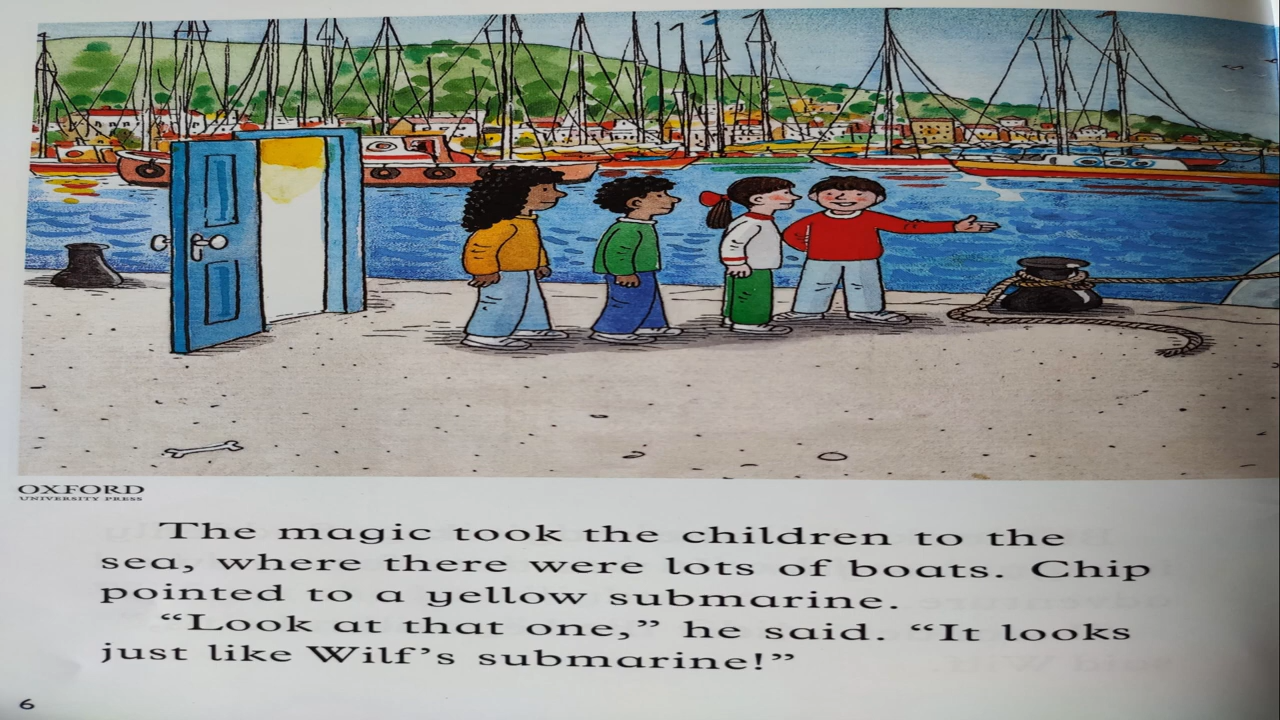 OXFORD
UNIVERSITY PRESS
The magic took the children to the
sea, where there were lots of boats. Chip
pointed to a yellow submarine.
“Look at that one,” he said. “It looks
just like Wilf’s submarine!”
6